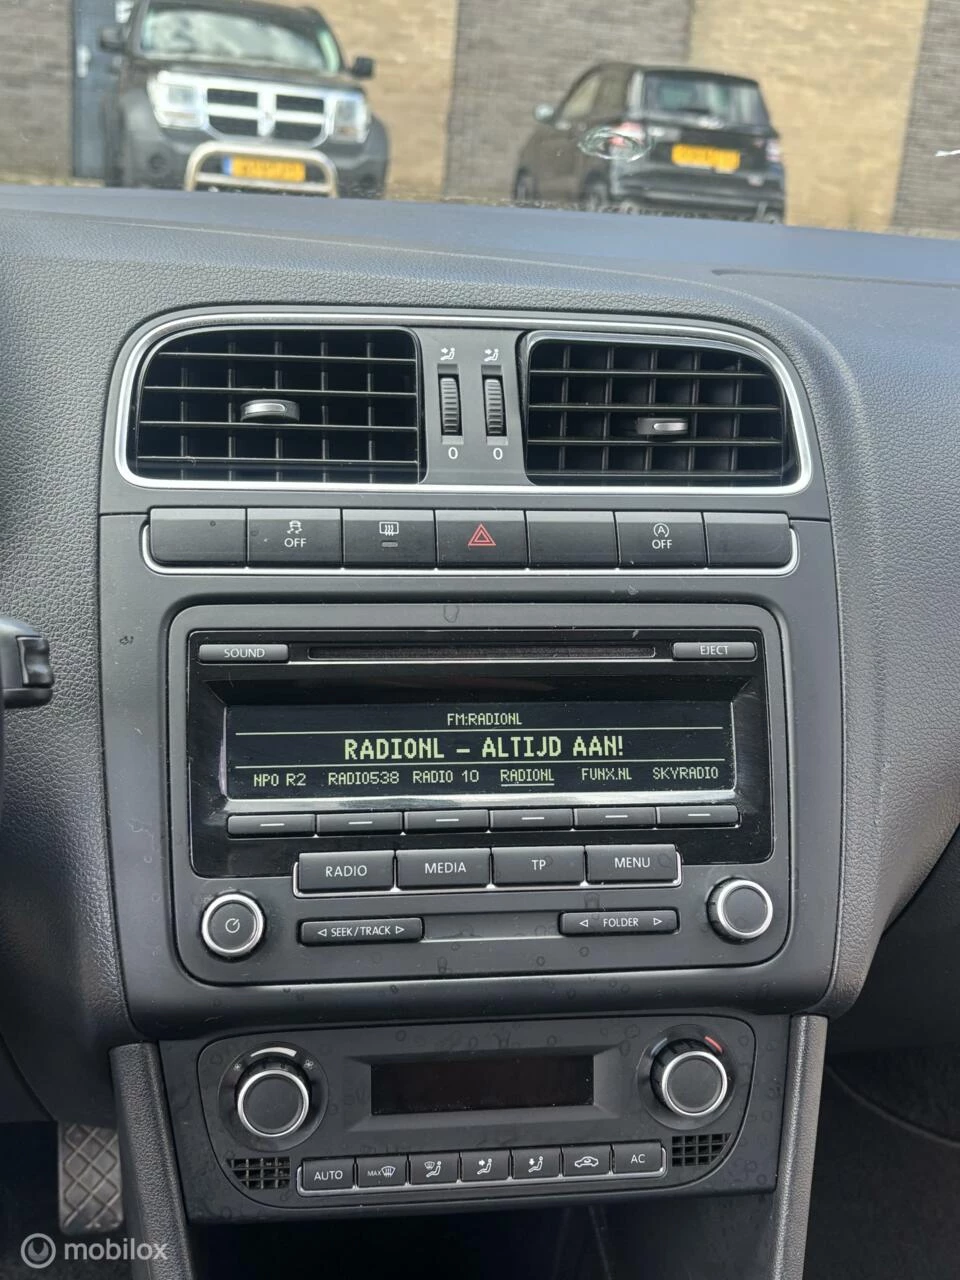 0 0
OFF OFF
SOUND EJECT
FM:RADIONL
RADIONL - ALTIJD AAN!
NPO R2 RADIO538 RADIO 10 RADIONL FUNX.NL SKYRADIO
RADIO MEDIA TP MENU
SEEK/TRACK FOLDER
AUTO MAX AC
mobilox